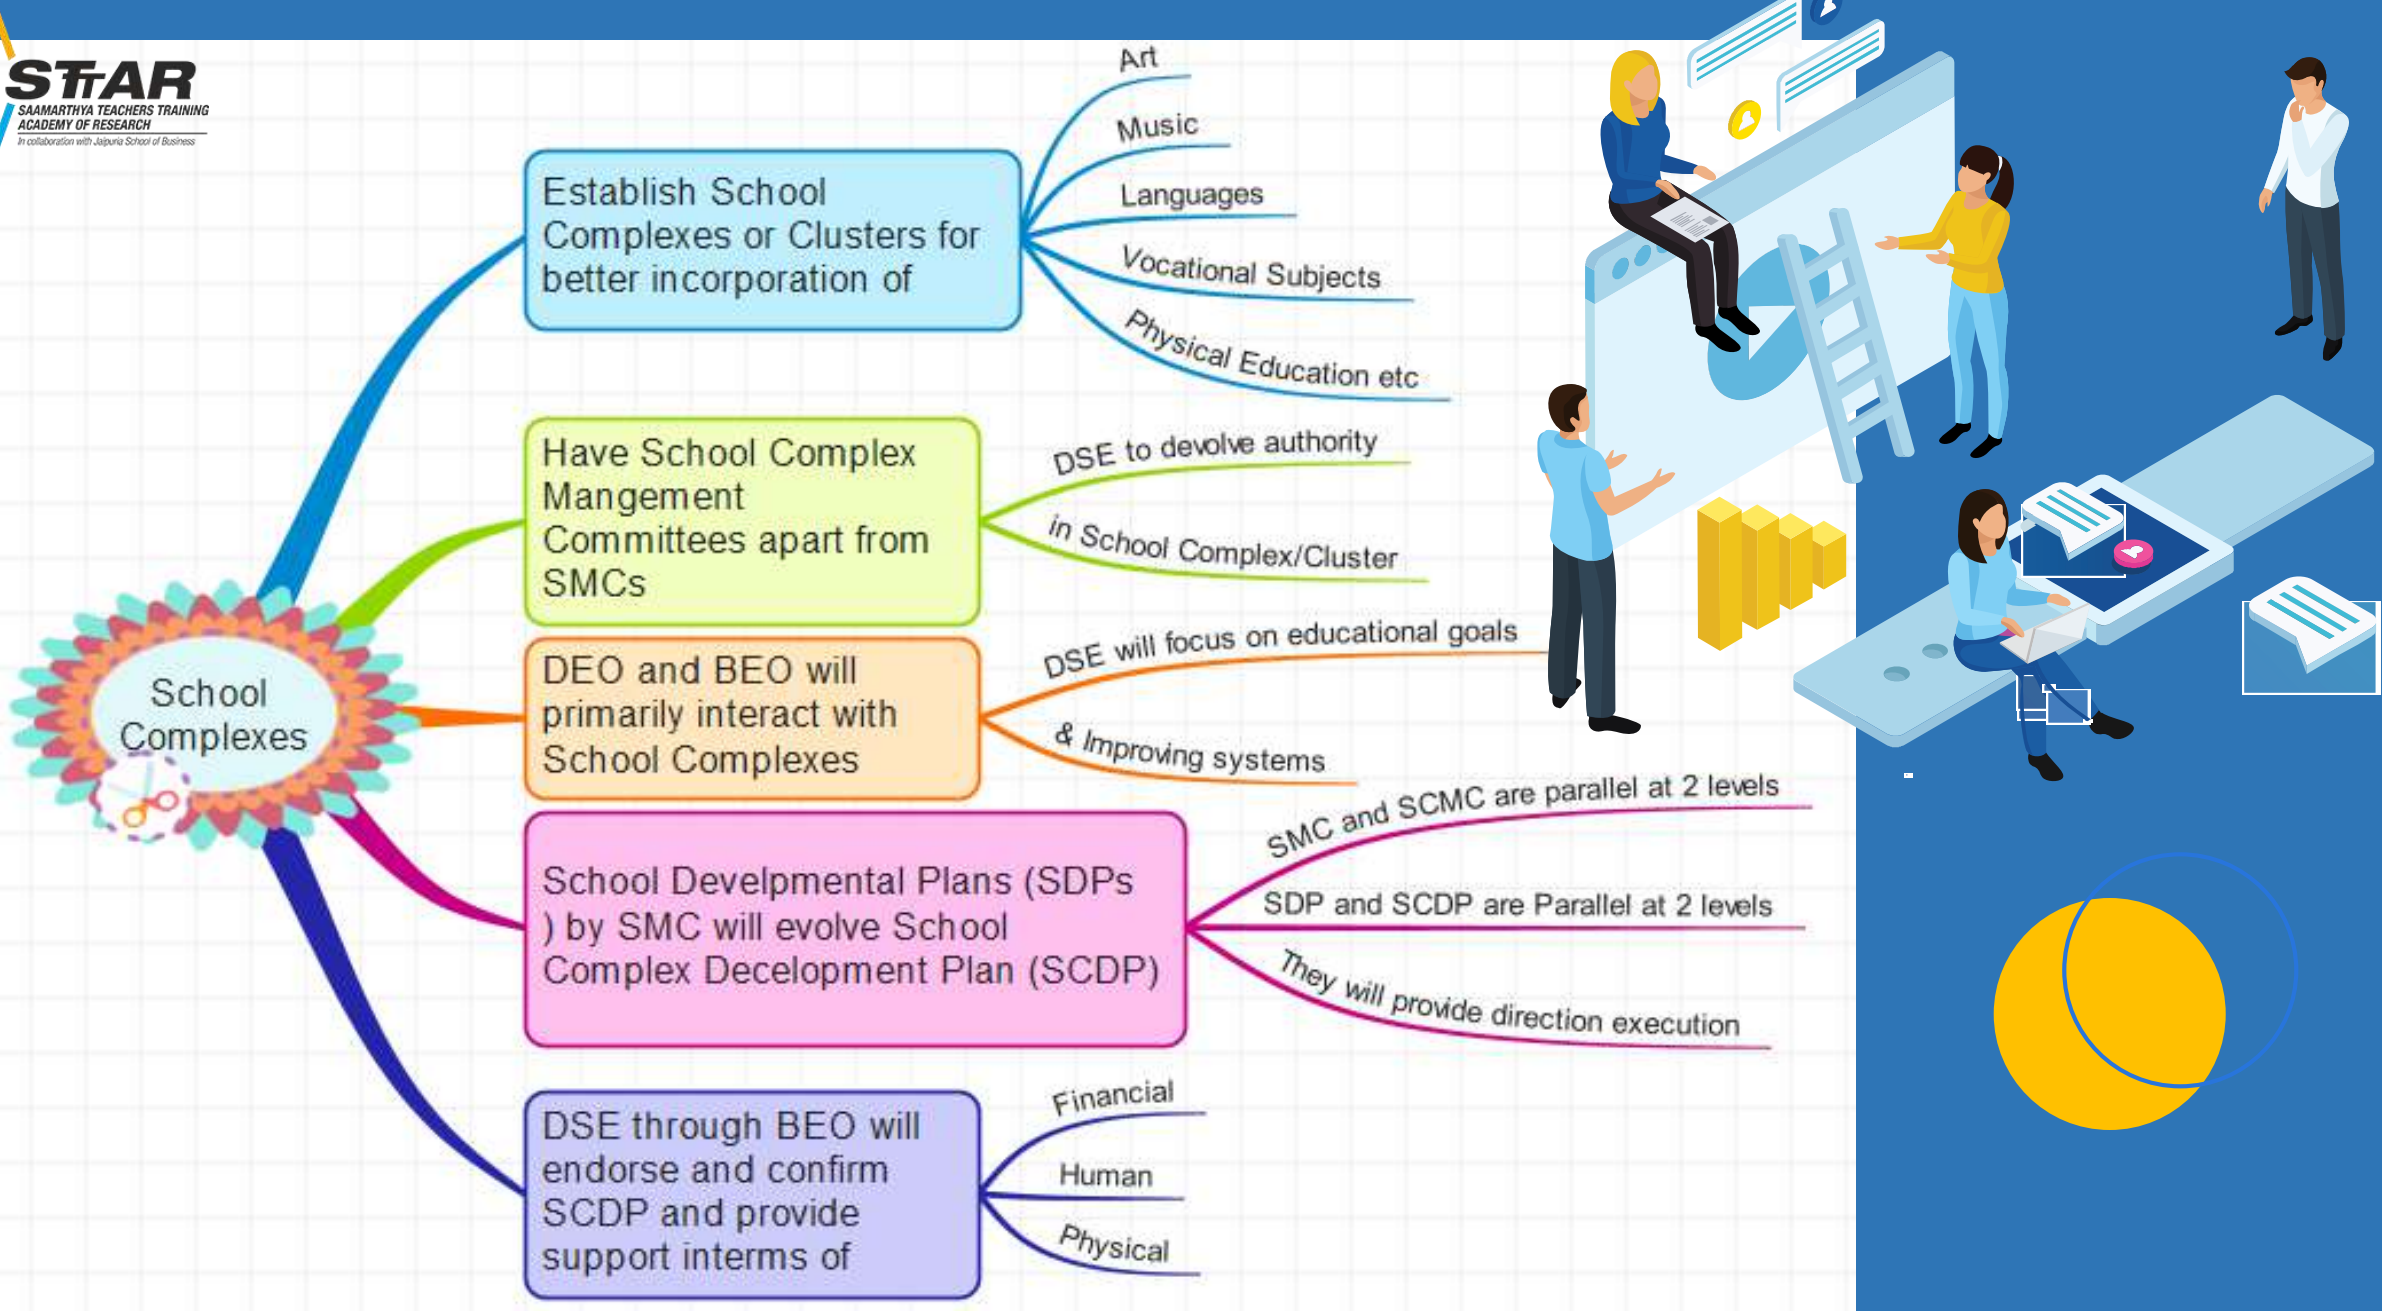 STTAR
SAAMARTHYA TEACHERS TRAINING
ACADEMY OF RESEARCH
In collaboration with Jaipuria School of Business
School
Complexes
Establish School
Complexes or Clusters for
better incorporation of
Art
Music
Languages
Vocational Subjects
Physical Education etc
Have School Complex
Mangement
Committees apart from
SMCs
DSE to devolve authority
in School Complex/Cluster
DEO and BEO will
primarily interact with
School Complexes
DSE will focus on educational goals
& Improving systems
School Develpmental Plans (SDPs
) by SMC will evolve School
Complex Decelopment Plan (SCDP)
SMC and SCMC are parallel at 2 levels
SDP and SCDP are Parallel at 2 levels
They will provide direction execution
DSE through BEO will
endorse and confirm
SCDP and provide
support interms of
Financial
Human
Physical